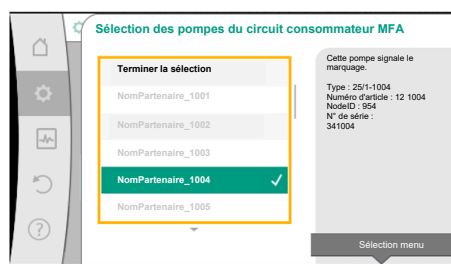 Sélection des pompes du circuit consommateur MFA
Terminer la sélection
NomPartenaire_1001
NomPartenaire_1002
NomPartenaire_1003
NomPartenaire_1004
NomPartenaire_1005
Cette pompe signale le
marquage.
Type : 25/1-1004
Numéro d'article : 12 1004
NodeID : 954
N° de série :
341004
Sélection menu
?